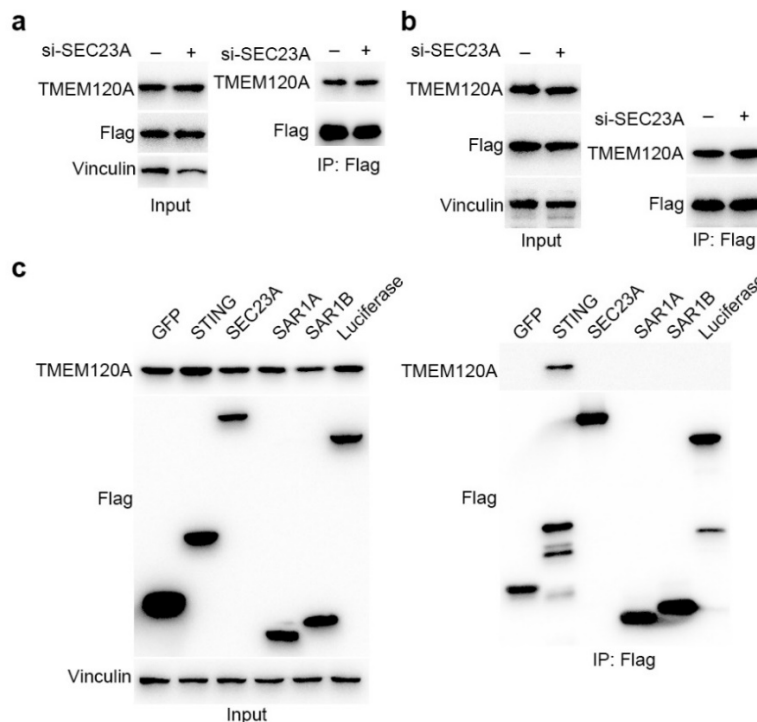 a
si-SEC23A – +
TMEM120A
Flag
Vinculin
Input
si-SEC23A – +
TMEM120A
Flag
IP: Flag
b
si-SEC23A – +
TMEM120A
Flag
Vinculin
Input
si-SEC23A – +
TMEM120A
Flag
IP: Flag
c
GFP STING SEC23A SAR1A SAR1B Luciferase
TMEM120A
Flag
Vinculin
Input
GFP STING SEC23A SAR1A SAR1B Luciferase
TMEM120A
Flag
IP: Flag